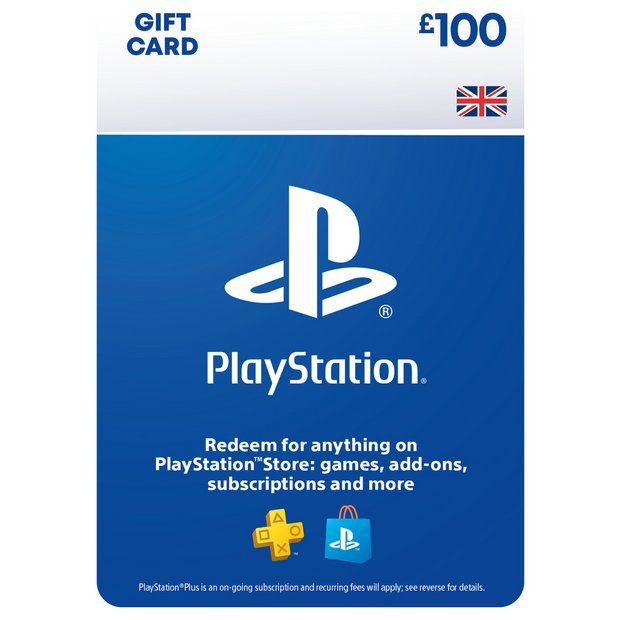 GIFT
CARD
£100
PlayStation®
Redeem for anything on
PlayStation™Store: games, add-ons,
subscriptions and more
PlayStation®Plus is an on-going subscription and recurring fees will apply; see reverse for details.